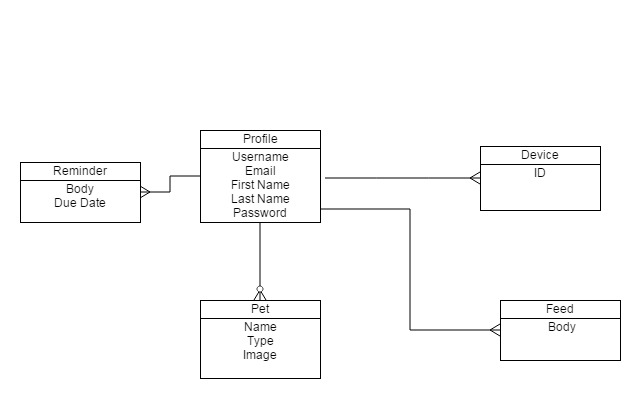 Profile
Username
Email
First Name
Last Name
Password
Reminder
Body
Due Date
Device
ID
Pet
Name
Type
Image
Feed
Body